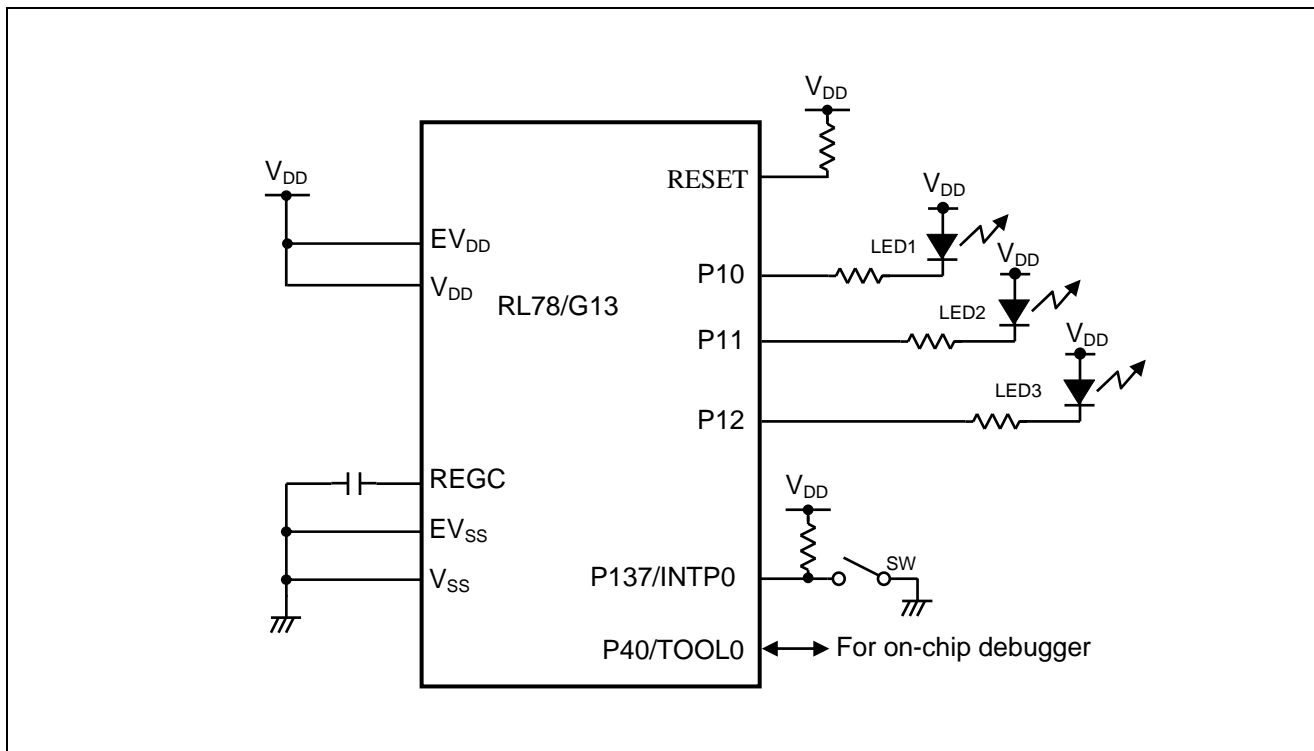 VDD
VDD
RESET
VDD
EVDD
LED1
VDD
P10
VDD
RL78/G13
LED2
P11
VDD
LED3
P12
REGC
VDD
EVSS
SW
P137/INTP0
VSS
P40/TOOL0
For on-chip debugger